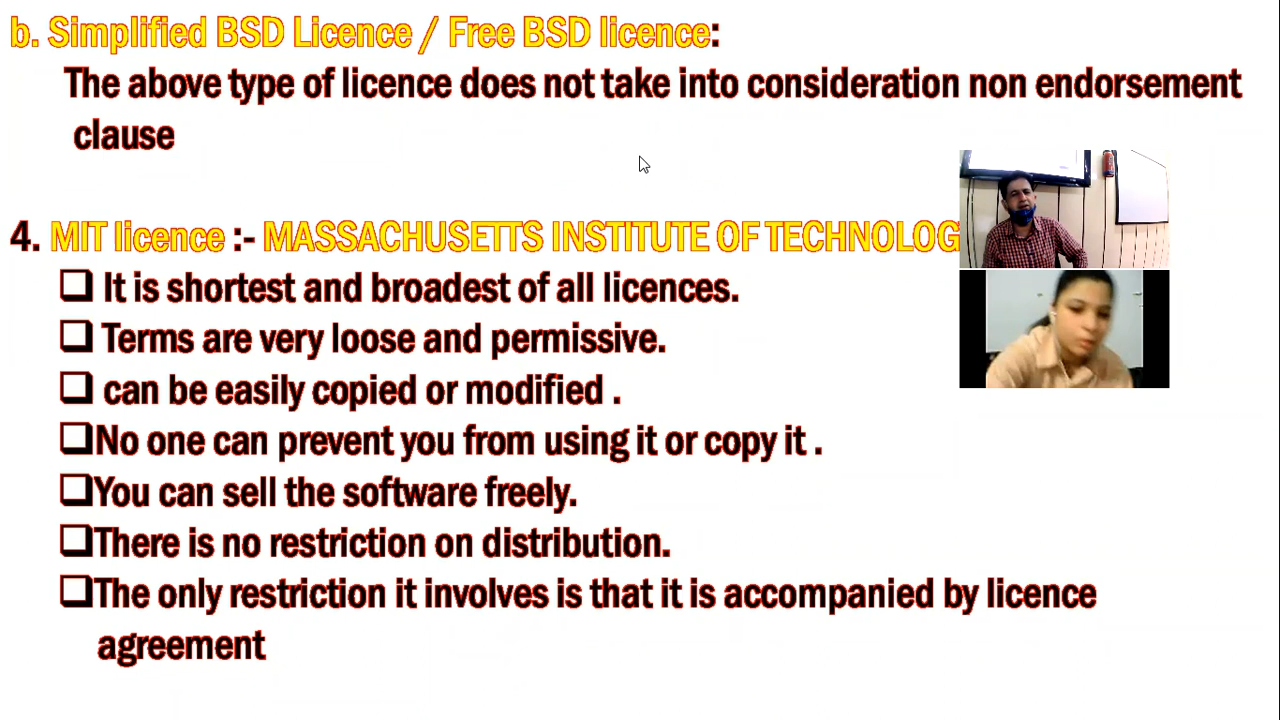 b. Simplified BSD Licence / Free BSD licence:
The above type of licence does not take into consideration non endorsement
clause
4. MIT licence :- MASSACHUSETTS INSTITUTE OF TECHNOLOG
It is shortest and broadest of all licences.
Terms are very loose and permissive.
can be easily copied or modified .
No one can prevent you from using it or copy it .
You can sell the software freely.
There is no restriction on distribution.
The only restriction it involves is that it is accompanied by licence
agreement